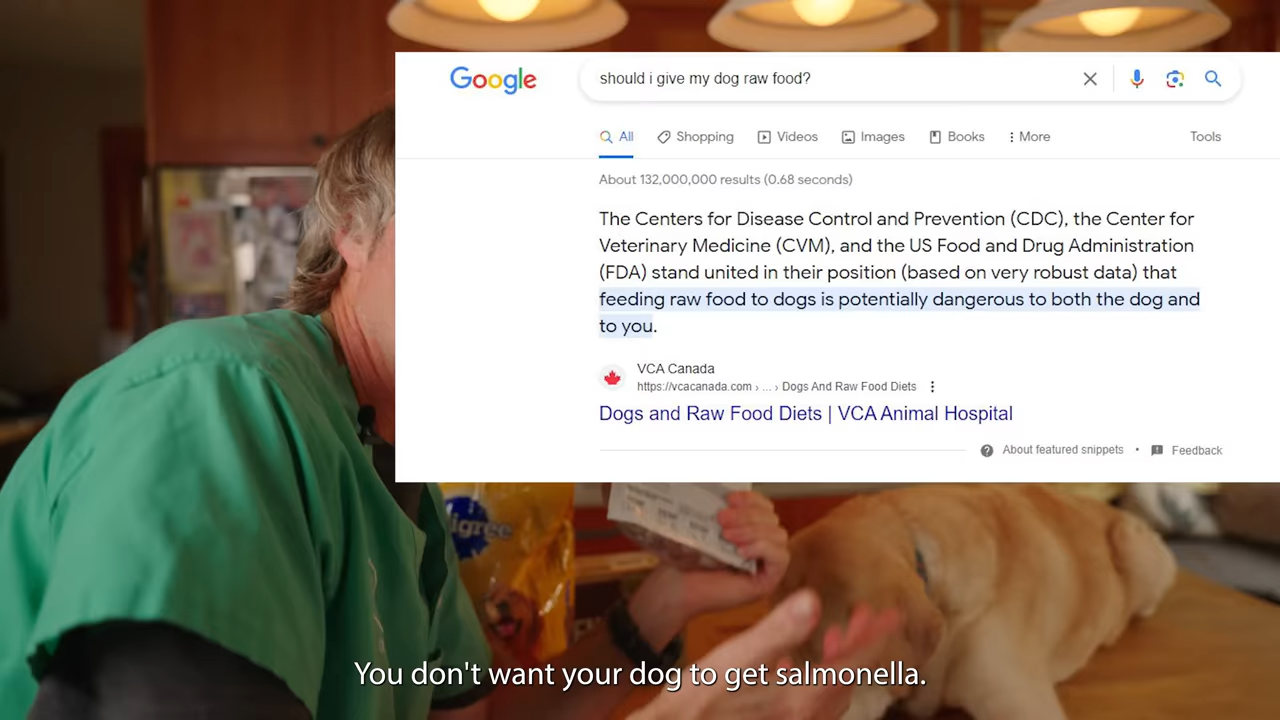 Google
should i give my dog raw food?
All Shopping Videos Images Books More Tools
About 132,000,000 results (0.68 seconds)
The Centers for Disease Control and Prevention (CDC), the Center for
Veterinary Medicine (CVM), and the US Food and Drug Administration
(FDA) stand united in their position (based on very robust data) that
feeding raw food to dogs is potentially dangerous to both the dog and
to you.
VCA Canada
https://vcacanada.com › ... › Dogs And Raw Food Diets
Dogs and Raw Food Diets | VCA Animal Hospital
About featured snippets • Feedback
igree
You don't want your dog to get salmonella.